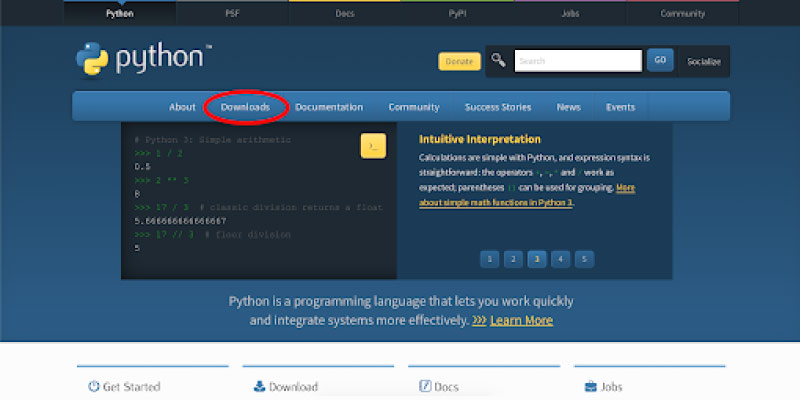 Python PSF Docs PyPI Jobs Community
python™
Donate Search GO Socialize
About Downloads Documentation Community Success Stories News Events
# Python 3: Simple arithmetic
>>> 1 / 2
0.5
>>> 2 ** 3
8
>>> 17 / 3 # classic division returns a float
5.666666666666667
>>> 17 // 3 # floor division
5
>_
Intuitive Interpretation
Calculations are simple with Python, and expression syntax is
straightforward: the operators +, -, * and / work as
expected; parentheses () can be used for grouping. More
about simple math functions in Python 3.
1 2 3 4 5
Python is a programming language that lets you work quickly
and integrate systems more effectively. >>> Learn More
Get Started Download Docs Jobs